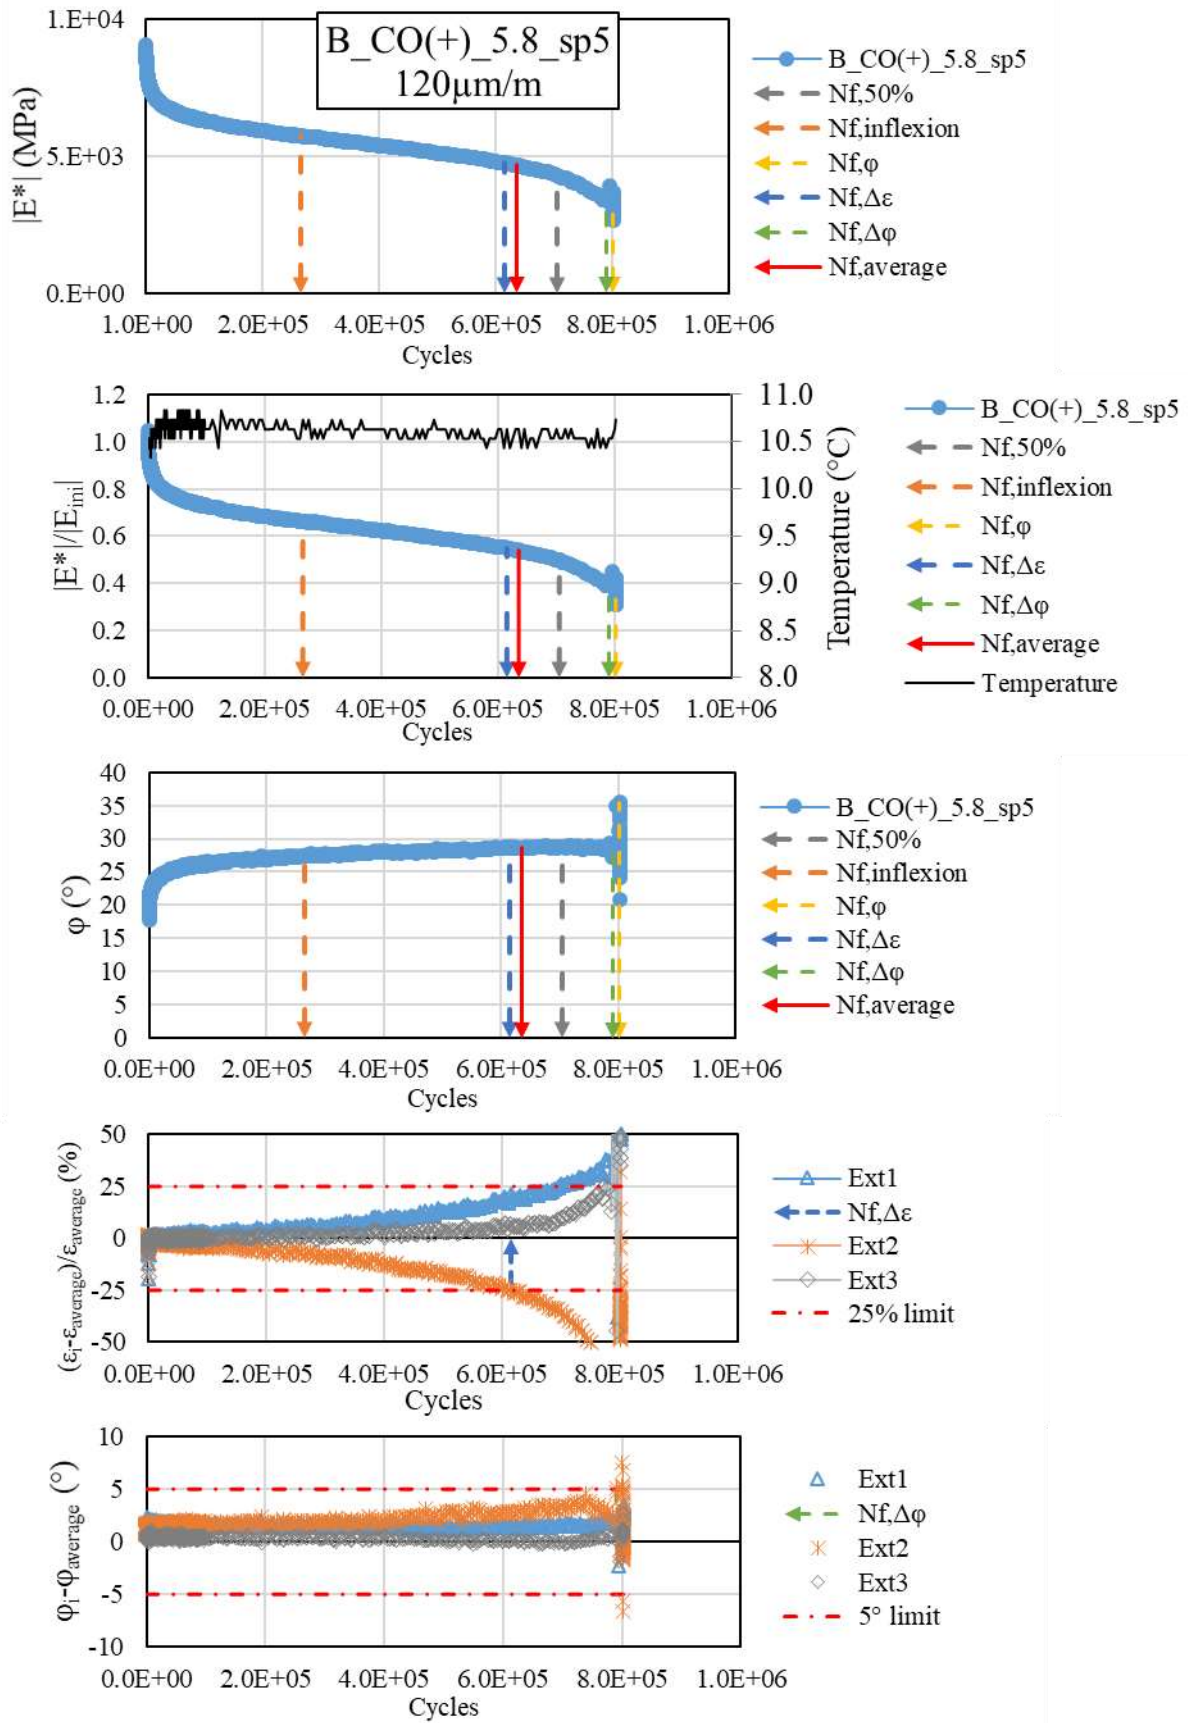 B_CO(+)_5.8_sp5
120µm/m
1.E+04
5.E+03
0.E+00
|E*| (MPa)
1.0E+00 2.0E+05 4.0E+05 6.0E+05 8.0E+05 1.0E+06
Cycles
B_CO(+)_5.8_sp5
Nf,50%
Nf,inflexion
Nf,φ
Nf,Δε
Nf,Δφ
Nf,average
1.2
1.0
0.8
0.6
0.4
0.2
0.0
|E*|/|Eini|
11.0
10.5
10.0
9.5
9.0
8.5
8.0
Temperature (°C)
0.0E+00 2.0E+05 4.0E+05 6.0E+05 8.0E+05 1.0E+06
Cycles
B_CO(+)_5.8_sp5
Nf,50%
Nf,inflexion
Nf,φ
Nf,Δε
Nf,Δφ
Nf,average
Temperature
40
35
30
25
20
15
10
5
0
φ (°)
0.0E+00 2.0E+05 4.0E+05 6.0E+05 8.0E+05 1.0E+06
Cycles
B_CO(+)_5.8_sp5
Nf,50%
Nf,inflexion
Nf,φ
Nf,Δε
Nf,Δφ
Nf,average
50
25
0
-25
-50
(εi-εaverage)/εaverage (%)
0.0E+00 2.0E+05 4.0E+05 6.0E+05 8.0E+05 1.0E+06
Cycles
Ext1
Nf,Δε
Ext2
Ext3
25% limit
10
5
0
-5
-10
φi-φaverage (°)
0.0E+00 2.0E+05 4.0E+05 6.0E+05 8.0E+05 1.0E+06
Cycles
Ext1
Nf,Δφ
Ext2
Ext3
5° limit